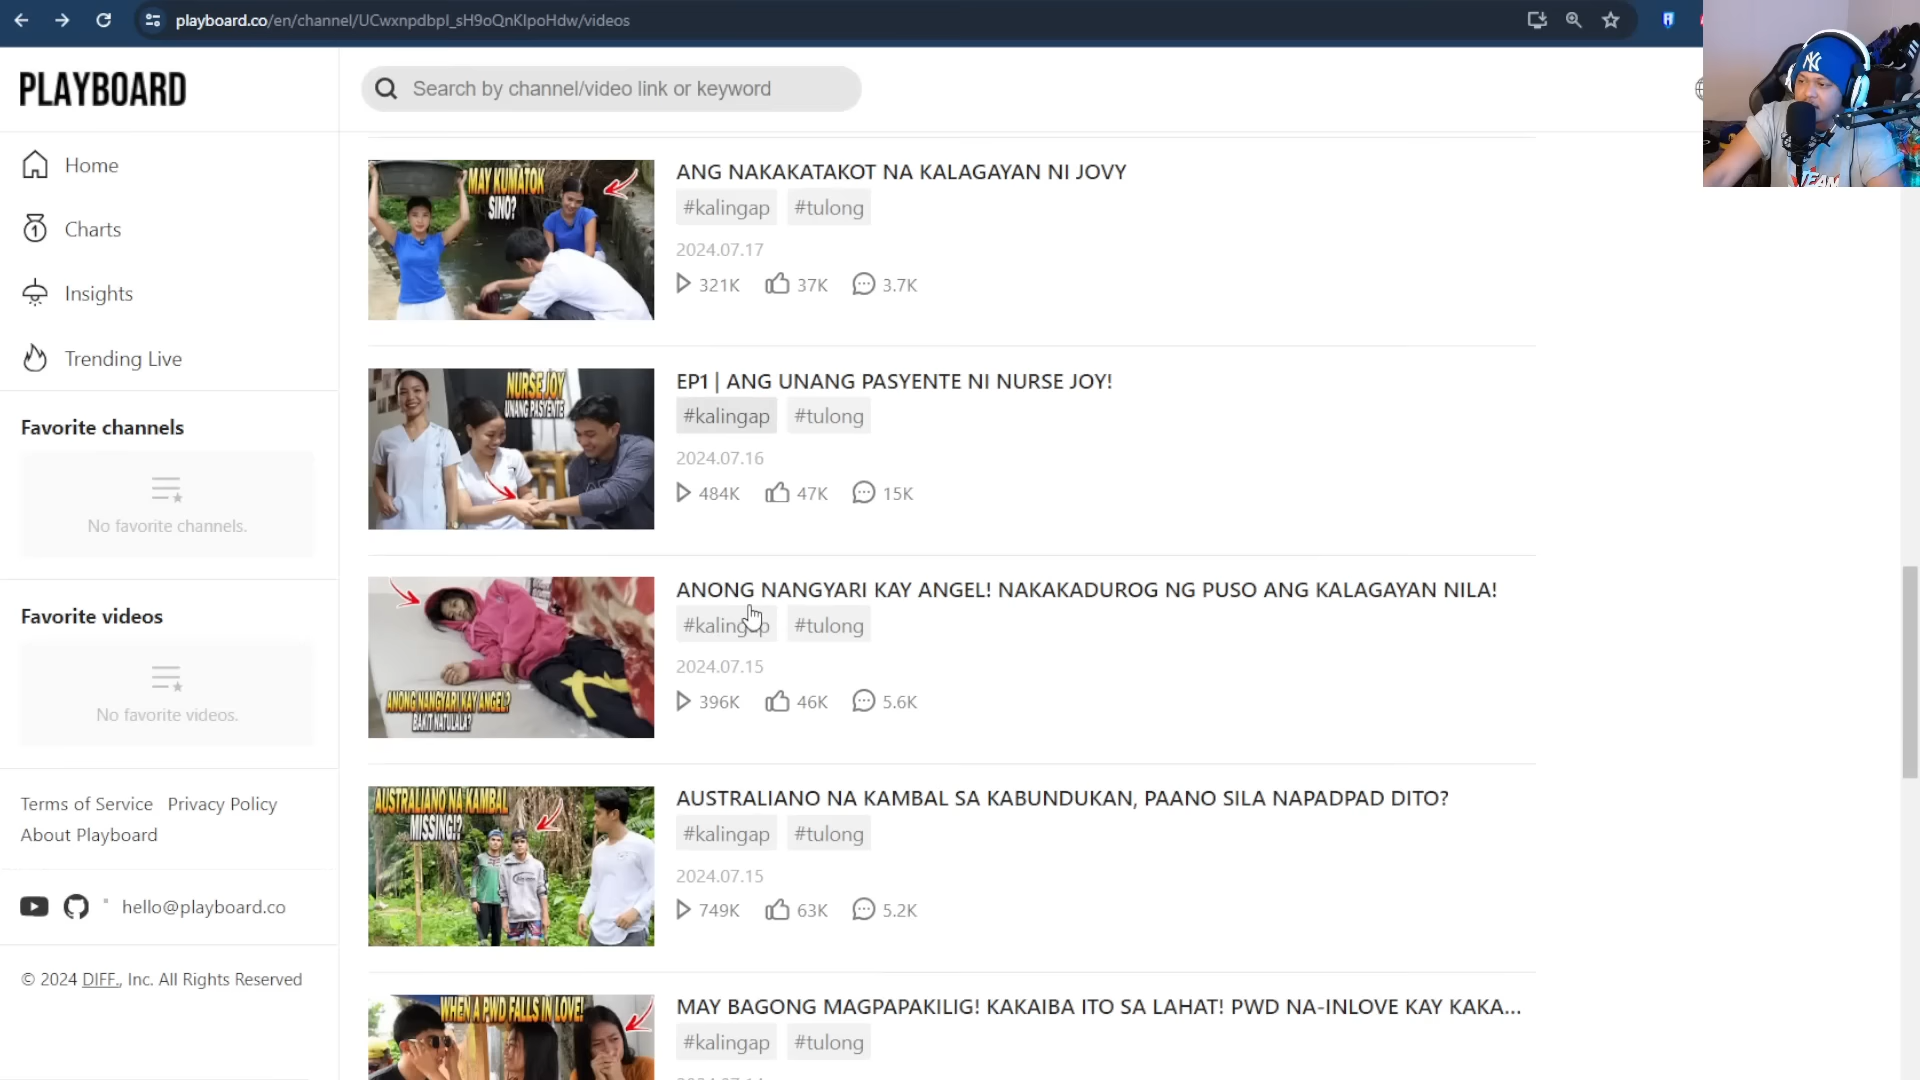 playboard.co/en/channel/UCwxnpdbpl_sH9oQnKIpoHdw/videos
PLAYBOARD
Search by channel/video link or keyword
Home
Charts
Insights
Trending Live
Favorite channels
No favorite channels.
Favorite videos
No favorite videos.
Terms of Service Privacy Policy
About Playboard
hello@playboard.co
© 2024 DIFF., Inc. All Rights Reserved
MAY KUMATOK
SINO?
ANG NAKAKATAKOT NA KALAGAYAN NI JOVY
#kalingap #tulong
2024.07.17
321K 37K 3.7K
NURSE JOY
UNANG PASYENTE
EP1 | ANG UNANG PASYENTE NI NURSE JOY!
#kalingap #tulong
2024.07.16
484K 47K 15K
ANONG NANGYARI KAY ANGEL?
BAKIT NATULALA?
ANONG NANGYARI KAY ANGEL! NAKAKADUROG NG PUSO ANG KALAGAYAN NILA!
#kalingap #tulong
2024.07.15
396K 46K 5.6K
AUSTRALIANO NA KAMBAL
MISSING!?
AUSTRALIANO NA KAMBAL SA KABUNDUKAN, PAANO SILA NAPADPAD DITO?
#kalingap #tulong
2024.07.15
749K 63K 5.2K
WHEN A PWD FALLS IN LOVE!
MAY BAGONG MAGPAPAKILIG! KAKAIBA ITO SA LAHAT! PWD NA-INLOVE KAY KAKA...
#kalingap #tulong
NY
TEAM